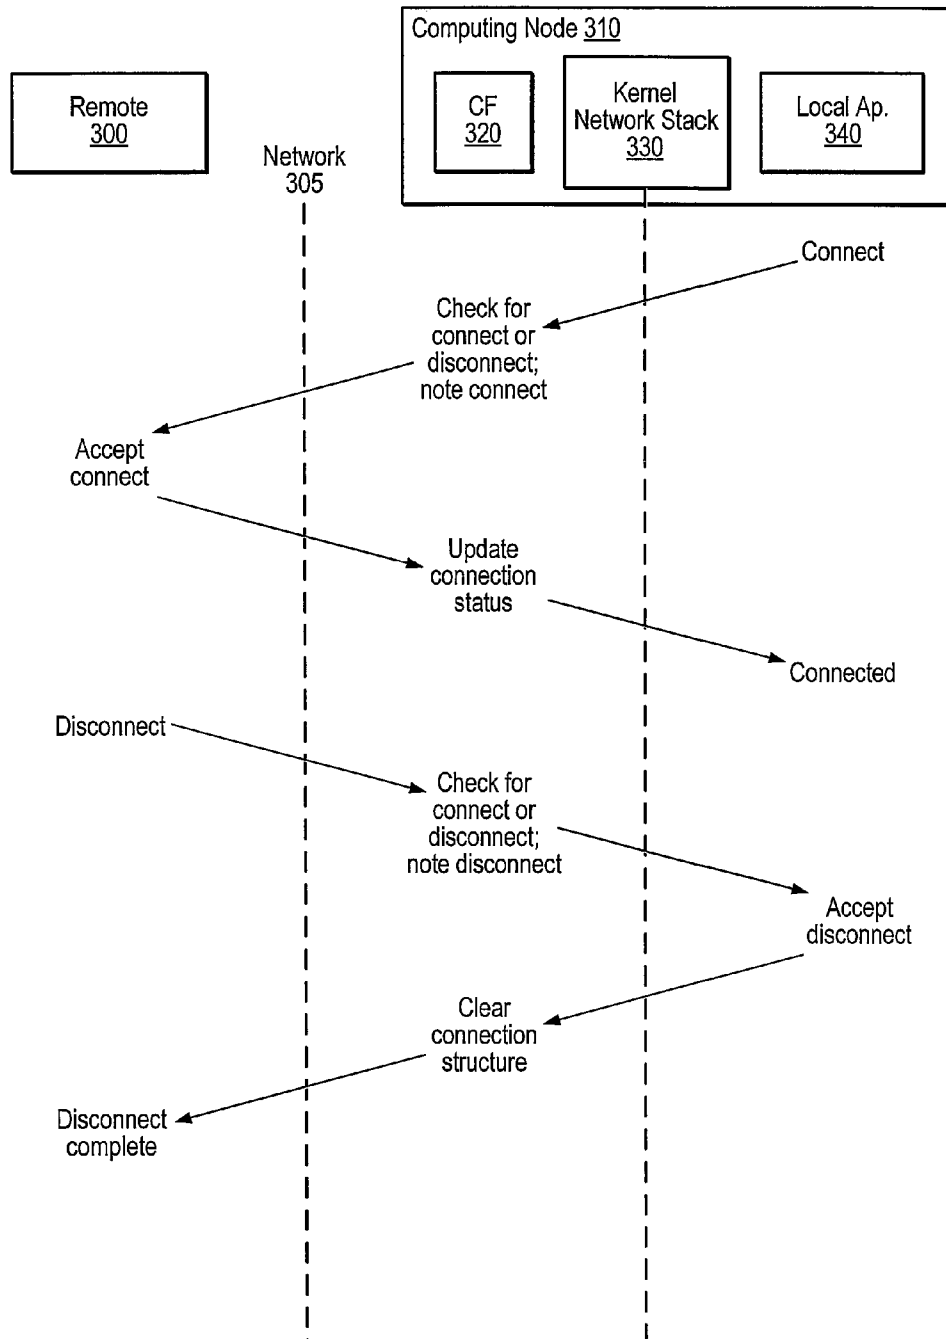 Computing Node 310
Remote
300
Network
305
CF
320
Kernel
Network Stack
330
Local Ap.
340
Connect
Check for
connect or
disconnect;
note connect
Accept
connect
Update
connection
status
Connected
Disconnect
Check for
connect or
disconnect;
note disconnect
Accept
disconnect
Clear
connection
structure
Disconnect
complete